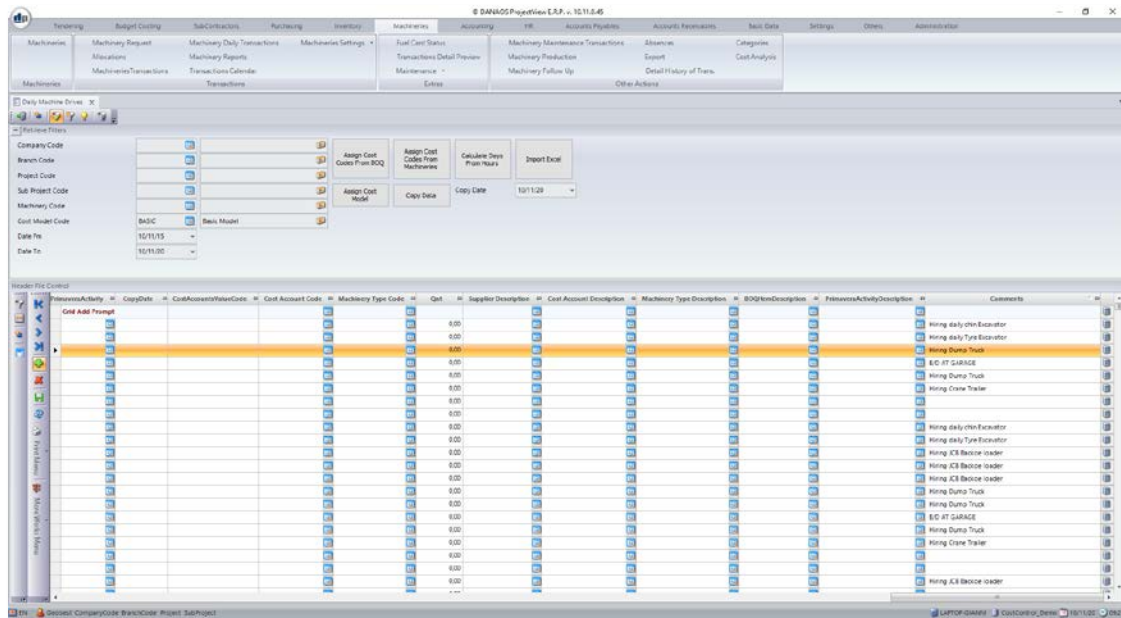 © DANAOS ProjectView E.R.P. v. 10.11.0.45
Tendering Budget Costing SubContractors Purchasing Inventory Machineries Accounting HR Accounts Payables Accounts Receivables Basic Data Settings Others Administration
Machineries Machinery Request Machinery Daily Transactions Machineries Settings Fuel Cost Status Machinery Maintenance Transactions Absences Categories
Allocations Machinery Reports Transactions Detail Preview Machinery Production Export Cost Analysis
MachineriesTransactions Transactions Calendar Maintenance Machinery Follow Up Detail History of Trans.
Machineries Transactions Extras Other Actions
Daily Machine Drives
Retrieve Filters
Company Code
Branch Code
Project Code
Sub Project Code
Machinery Code
Cost Model Code BASIC Basic Model
Date Fm 10/11/15
Date To 10/11/20
Assign Cost Codes From BOQ
Assign Cost Codes From Machineries
Calculate Days From Hours
Import Excel
Assign Cost Model
Copy Data
Copy Date 10/11/20
Header File Control
PrimaveraActivity CopyDate CostAccountsValueCode Cost Account Code Machinery Type Code Qnt Supplier Description Cost Account Description Machinery Type Description BOQItemDescription PrimaveraActivityDescription Comments
Grid Add Prompt
0,00 Hiring daily chin Excavator
0,00 Hiring daily Tyre Excavator
0,00 Hiring Dump Truck
0,00 B/D AT GARAGE
0,00 Hiring Dump Truck
0,00 Hiring Crane Trailer
0,00
0,00
0,00 Hiring daily chin Excavator
0,00 Hiring daily Tyre Excavator
0,00 Hiring JCB Backoe loader
0,00 Hiring JCB Backoe loader
0,00 Hiring JCB Backoe loader
0,00 Hiring Dump Truck
0,00 Hiring Dump Truck
0,00 B/D AT GARAGE
0,00 Hiring Dump Truck
0,00 Hiring Crane Trailer
0,00
0,00
0,00 Hiring JCB Backoe loader
Print Menu
More Works Menu
EN Geosest CompanyCode BranchCode Project SubProject LAPTOP-GIANNI CostControl_Demo 10/11/20